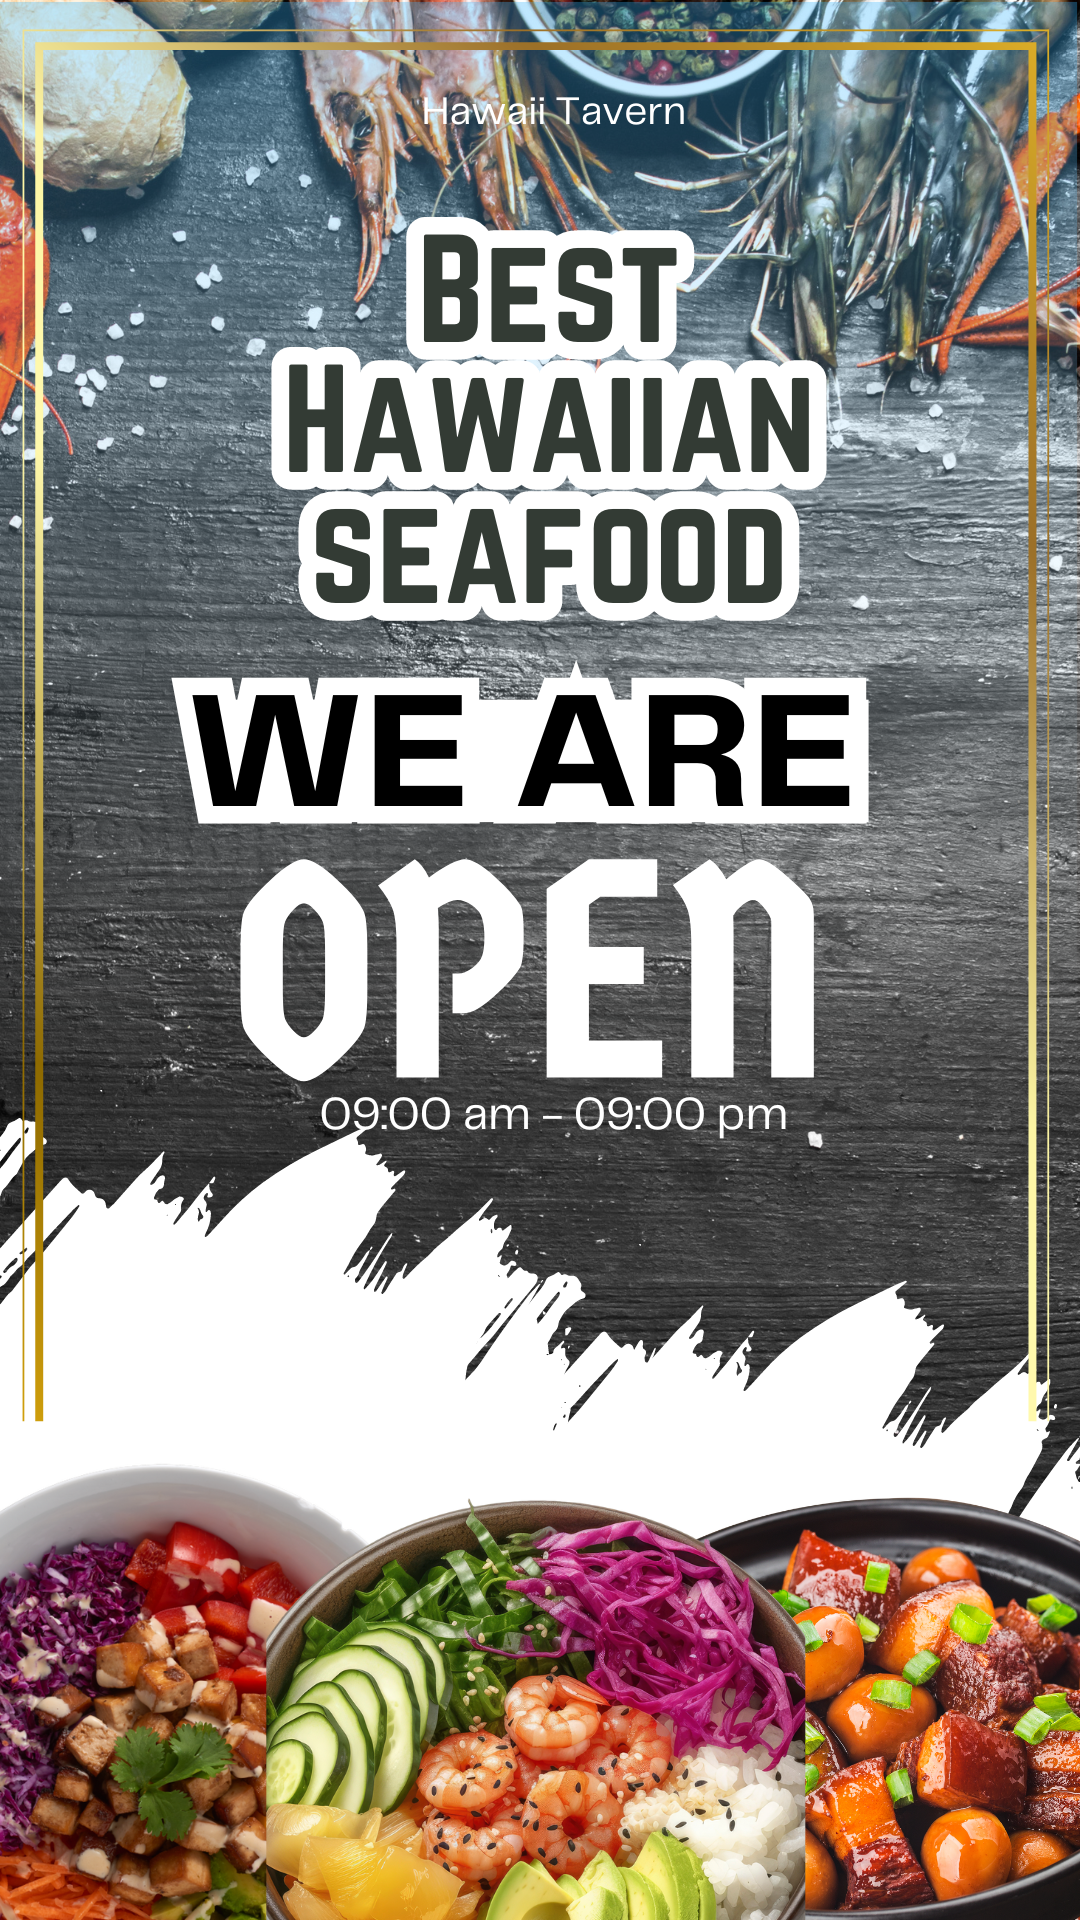 Hawaii Tavern
BEST
HAWAIIAN
SEAFOOD
WE ARE
OPEN
09:00 am – 09:00 pm